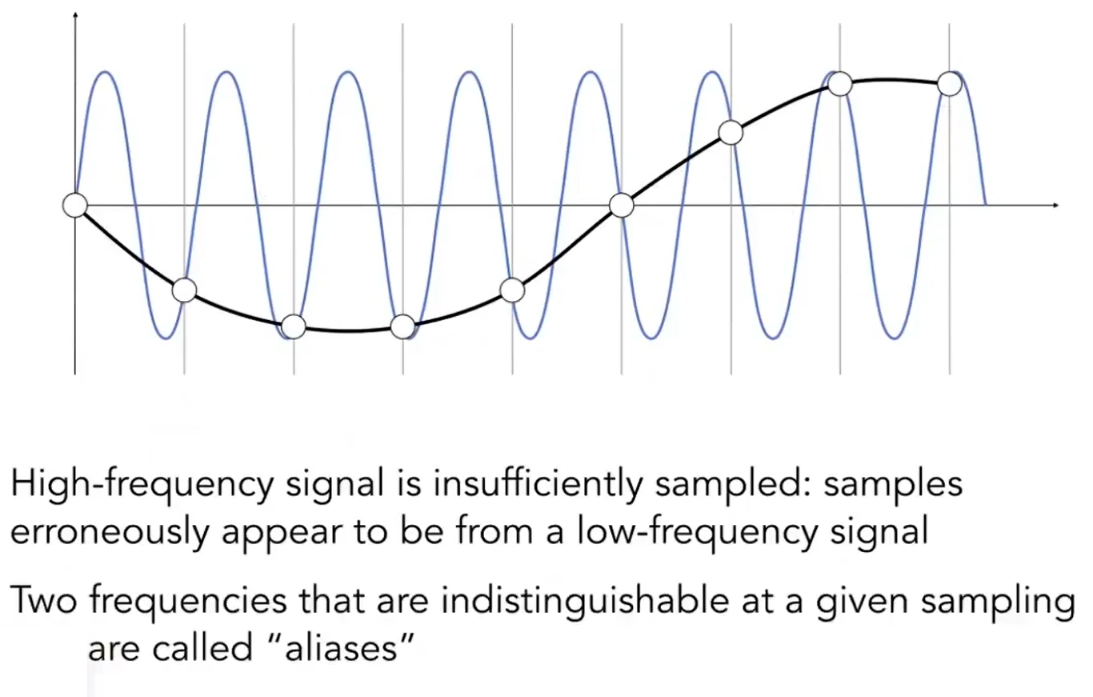 High-frequency signal is insufficiently sampled: samples
erroneously appear to be from a low-frequency signal
Two frequencies that are indistinguishable at a given sampling
are called “aliases”